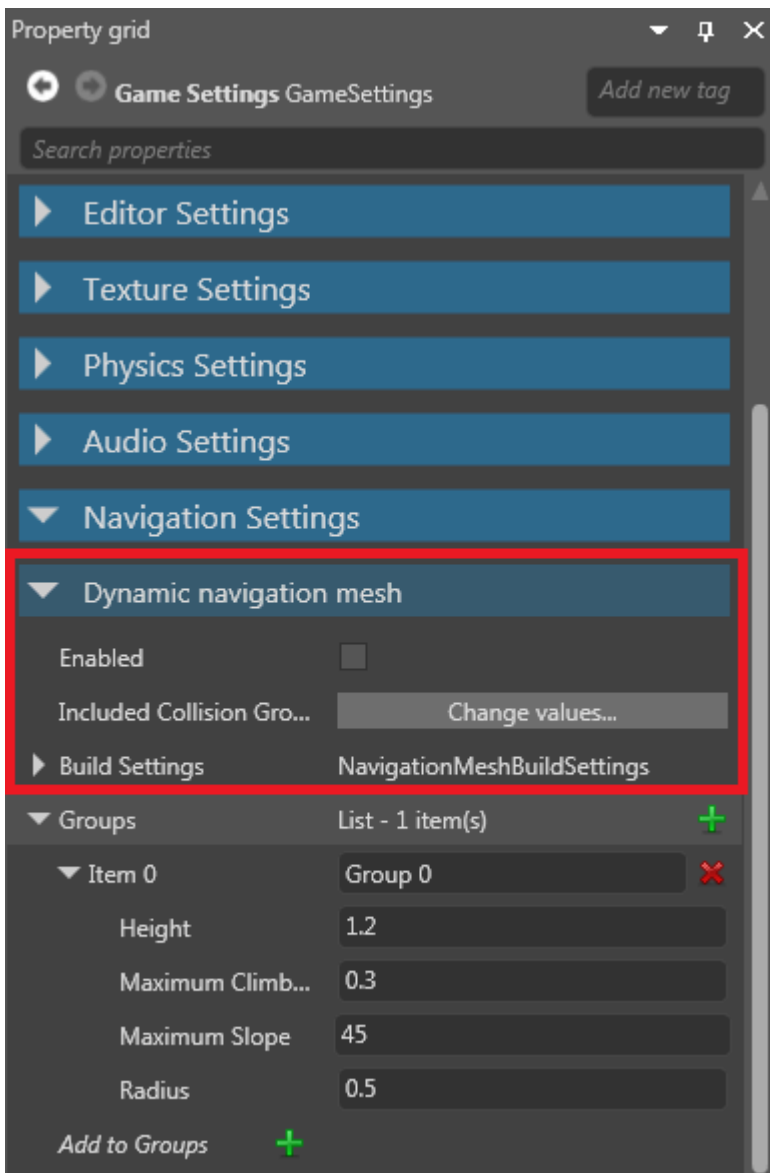 Property grid
Game Settings GameSettings Add new tag
Search properties
Editor Settings
Texture Settings
Physics Settings
Audio Settings
Navigation Settings
Dynamic navigation mesh
Enabled
Included Collision Gro... Change values...
Build Settings NavigationMeshBuildSettings
Groups List - 1 item(s)
Item 0 Group 0
Height 1.2
Maximum Climb... 0.3
Maximum Slope 45
Radius 0.5
Add to Groups